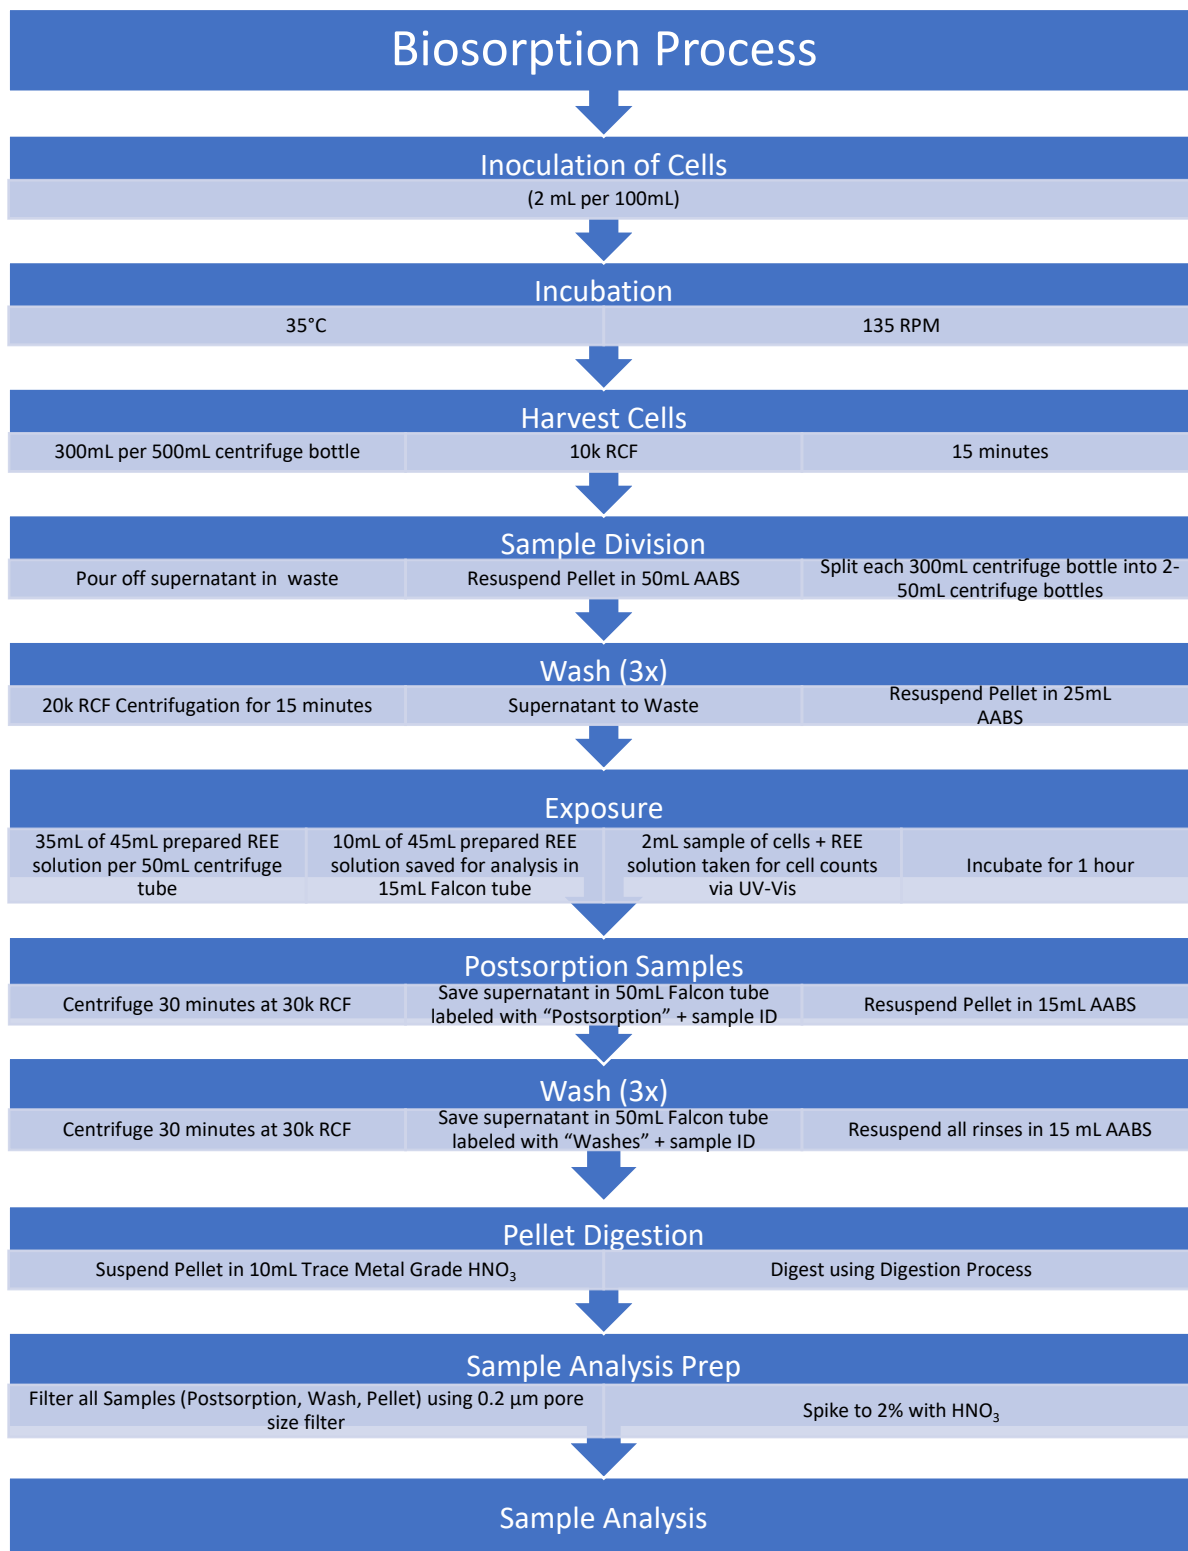 Biosorption Process
Inoculation of Cells
(2 mL per 100mL)
Incubation
35°C
135 RPM
Harvest Cells
300mL per 500mL centrifuge bottle
10k RCF
15 minutes
Sample Division
Pour off supernatant in waste
Resuspend Pellet in 50mL AABS
Split each 300mL centrifuge bottle into 2-
50mL centrifuge bottles
Wash (3x)
20k RCF Centrifugation for 15 minutes
Supernatant to Waste
Resuspend Pellet in 25mL
AABS
Exposure
35mL of 45mL prepared REE
solution per 50mL centrifuge
tube
10mL of 45mL prepared REE
solution saved for analysis in
15mL Falcon tube
2mL sample of cells + REE
solution taken for cell counts
via UV-Vis
Incubate for 1 hour
Postsorption Samples
Centrifuge 30 minutes at 30k RCF
Save supernatant in 50mL Falcon tube
labeled with “Postsorption” + sample ID
Resuspend Pellet in 15mL AABS
Wash (3x)
Centrifuge 30 minutes at 30k RCF
Save supernatant in 50mL Falcon tube
labeled with “Washes” + sample ID
Resuspend all rinses in 15 mL AABS
Pellet Digestion
Suspend Pellet in 10mL Trace Metal Grade HNO₃
Digest using Digestion Process
Sample Analysis Prep
Filter all Samples (Postsorption, Wash, Pellet) using 0.2 µm pore
size filter
Spike to 2% with HNO₃
Sample Analysis